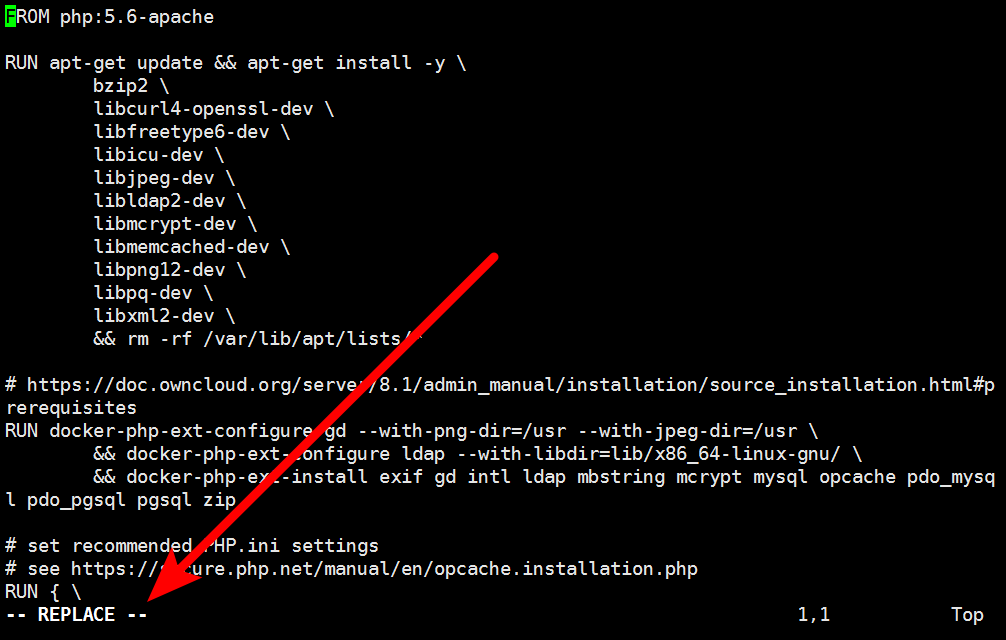 FROM php:5.6-apache
RUN apt-get update && apt-get install -y \
bzip2 \
libcurl4-openssl-dev \
libfreetype6-dev \
libicu-dev \
libjpeg-dev \
libldap2-dev \
libmcrypt-dev \
libmemcached-dev \
libpng12-dev \
libpq-dev \
libxml2-dev \
&& rm -rf /var/lib/apt/lists/*
# https://doc.owncloud.org/server/8.1/admin_manual/installation/source_installation.html#p
rerequisites
RUN docker-php-ext-configure gd --with-png-dir=/usr --with-jpeg-dir=/usr \
&& docker-php-ext-configure ldap --with-libdir=lib/x86_64-linux-gnu/ \
&& docker-php-ext-install exif gd intl ldap mbstring mcrypt mysql opcache pdo_mysq
l pdo_pgsql pgsql zip
# set recommended PHP.ini settings
# see https://secure.php.net/manual/en/opcache.installation.php
RUN { \
-- REPLACE --
1,1
Top